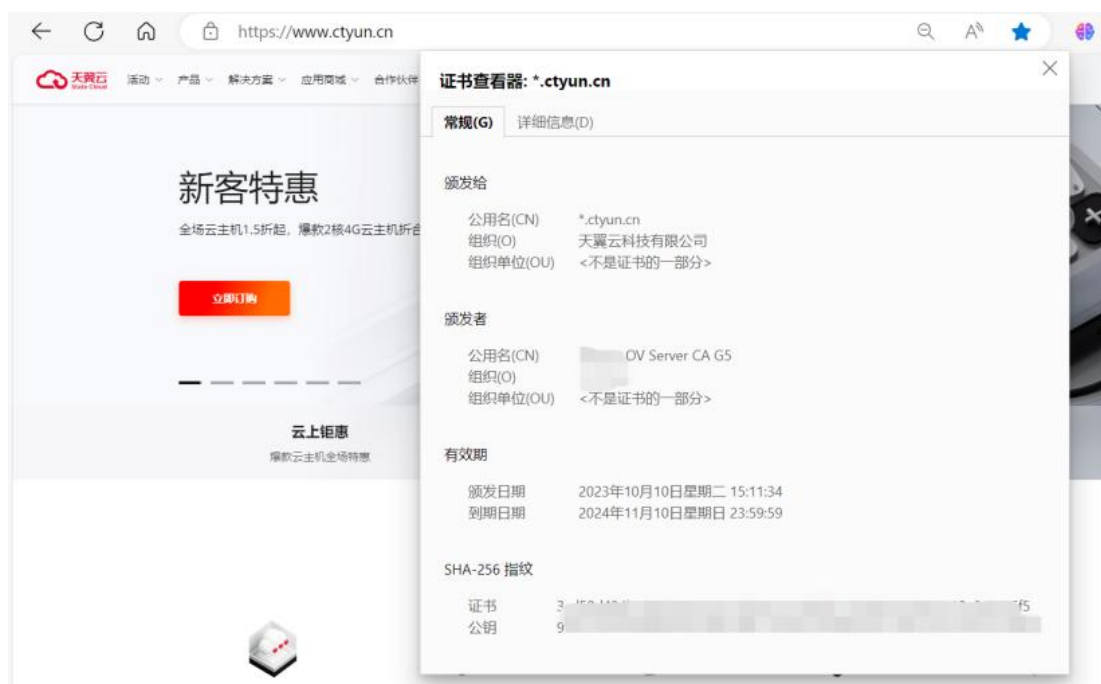 https://www.ctyun.cn
天翼云
State Cloud
活动
产品
解决方案
应用商城
合作伙伴
新客特惠
全场云主机1.5折起，爆款2核4G云主机折合
立即订购
云上钜惠
爆款云主机全场特惠
证书查看器: *.ctyun.cn
常规(G) 详细信息(D)
颁发给
公用名(CN) *.ctyun.cn
组织(O) 天翼云科技有限公司
组织单位(OU) <不是证书的一部分>
颁发者
公用名(CN) OV Server CA G5
组织(O)
组织单位(OU) <不是证书的一部分>
有效期
颁发日期 2023年10月10日星期二 15:11:34
到期日期 2024年11月10日星期日 23:59:59
SHA-256 指纹
证书
公钥 9